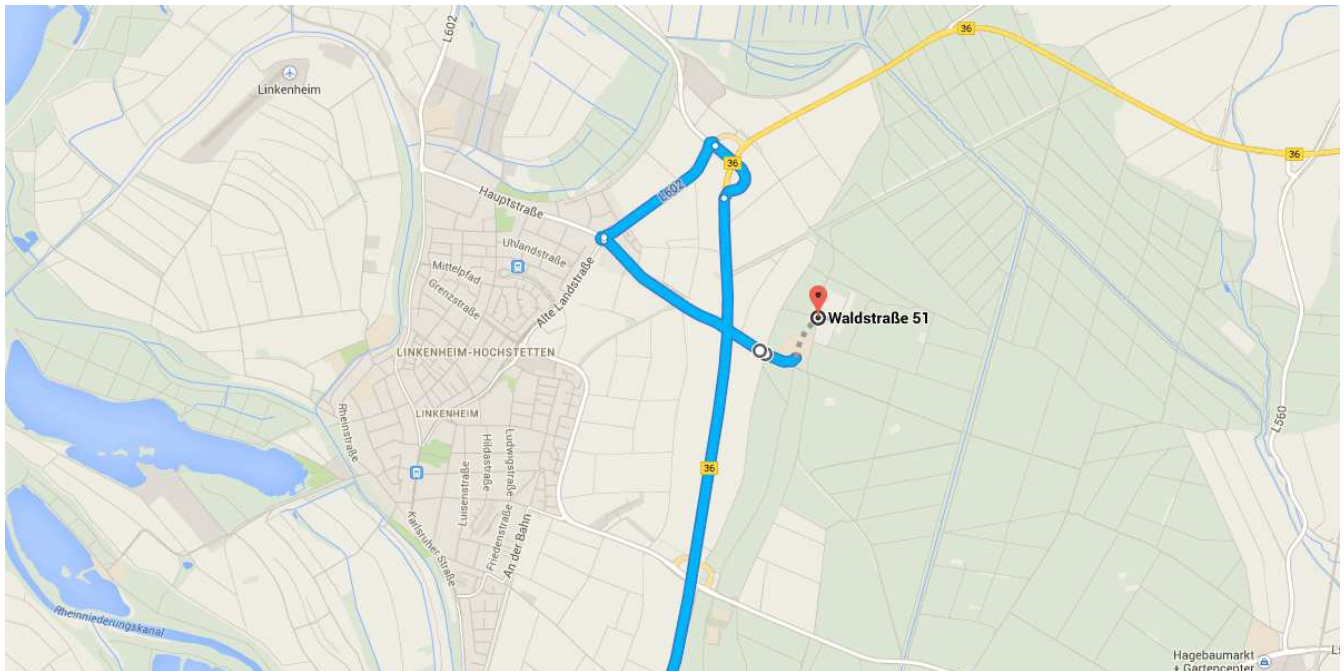 L602
36
Linkenheim
36
36
L602
Hauptstraße
Uhlandstraße
Mittelpfad
Grenzstraße
Alte Landstraße
Waldstraße 51
LINKENHEIM-HOCHSTETTEN
LINKENHEIM
Rheinstraße
Hildastraße
Ludwigstraße
Luisenstraße
L560
36
Karlsruher Straße
Friedenstraße
An der Bahn
Rheinniederungskanal
Hagebaumarkt
+ Gartencenter